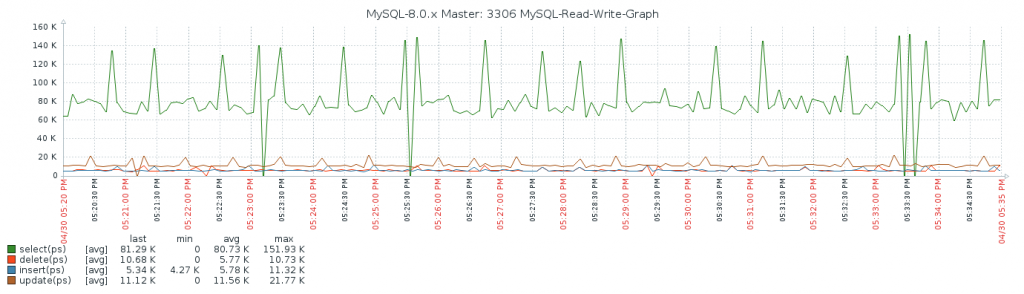 MySQL-8.0.x Master: 3306 MySQL-Read-Write-Graph
160 K
140 K
120 K
100 K
80 K
60 K
40 K
20 K
0
04/30 05:20 PM
05:20:30 PM
05:21:00 PM
05:21:30 PM
05:22:00 PM
05:22:30 PM
05:23:00 PM
05:23:30 PM
05:24:00 PM
05:24:30 PM
05:25:00 PM
05:25:30 PM
05:26:00 PM
05:26:30 PM
05:27:00 PM
05:27:30 PM
05:28:00 PM
05:28:30 PM
05:29:00 PM
05:29:30 PM
05:30:00 PM
05:30:30 PM
05:31:00 PM
05:31:30 PM
05:32:00 PM
05:32:30 PM
05:33:00 PM
05:33:30 PM
05:34:00 PM
05:34:30 PM
04/30 05:35 PM
last min avg max
select(ps) [avg] 81.29 K 0 80.73 K 151.93 K
delete(ps) [avg] 10.68 K 0 5.77 K 10.73 K
insert(ps) [avg] 5.34 K 4.27 K 5.78 K 11.32 K
update(ps) [avg] 11.12 K 0 11.56 K 21.77 K